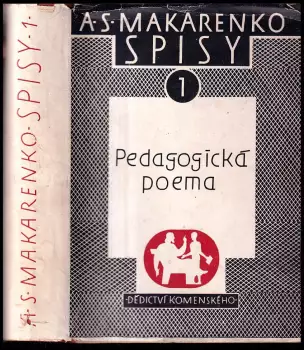 A·S·MAKARENKO·SPISY·1·
A·S·MAKARENKO
SPISY
1
Pedagogická
poema
·DĚDICTVÍ KOMENSKÉHO·